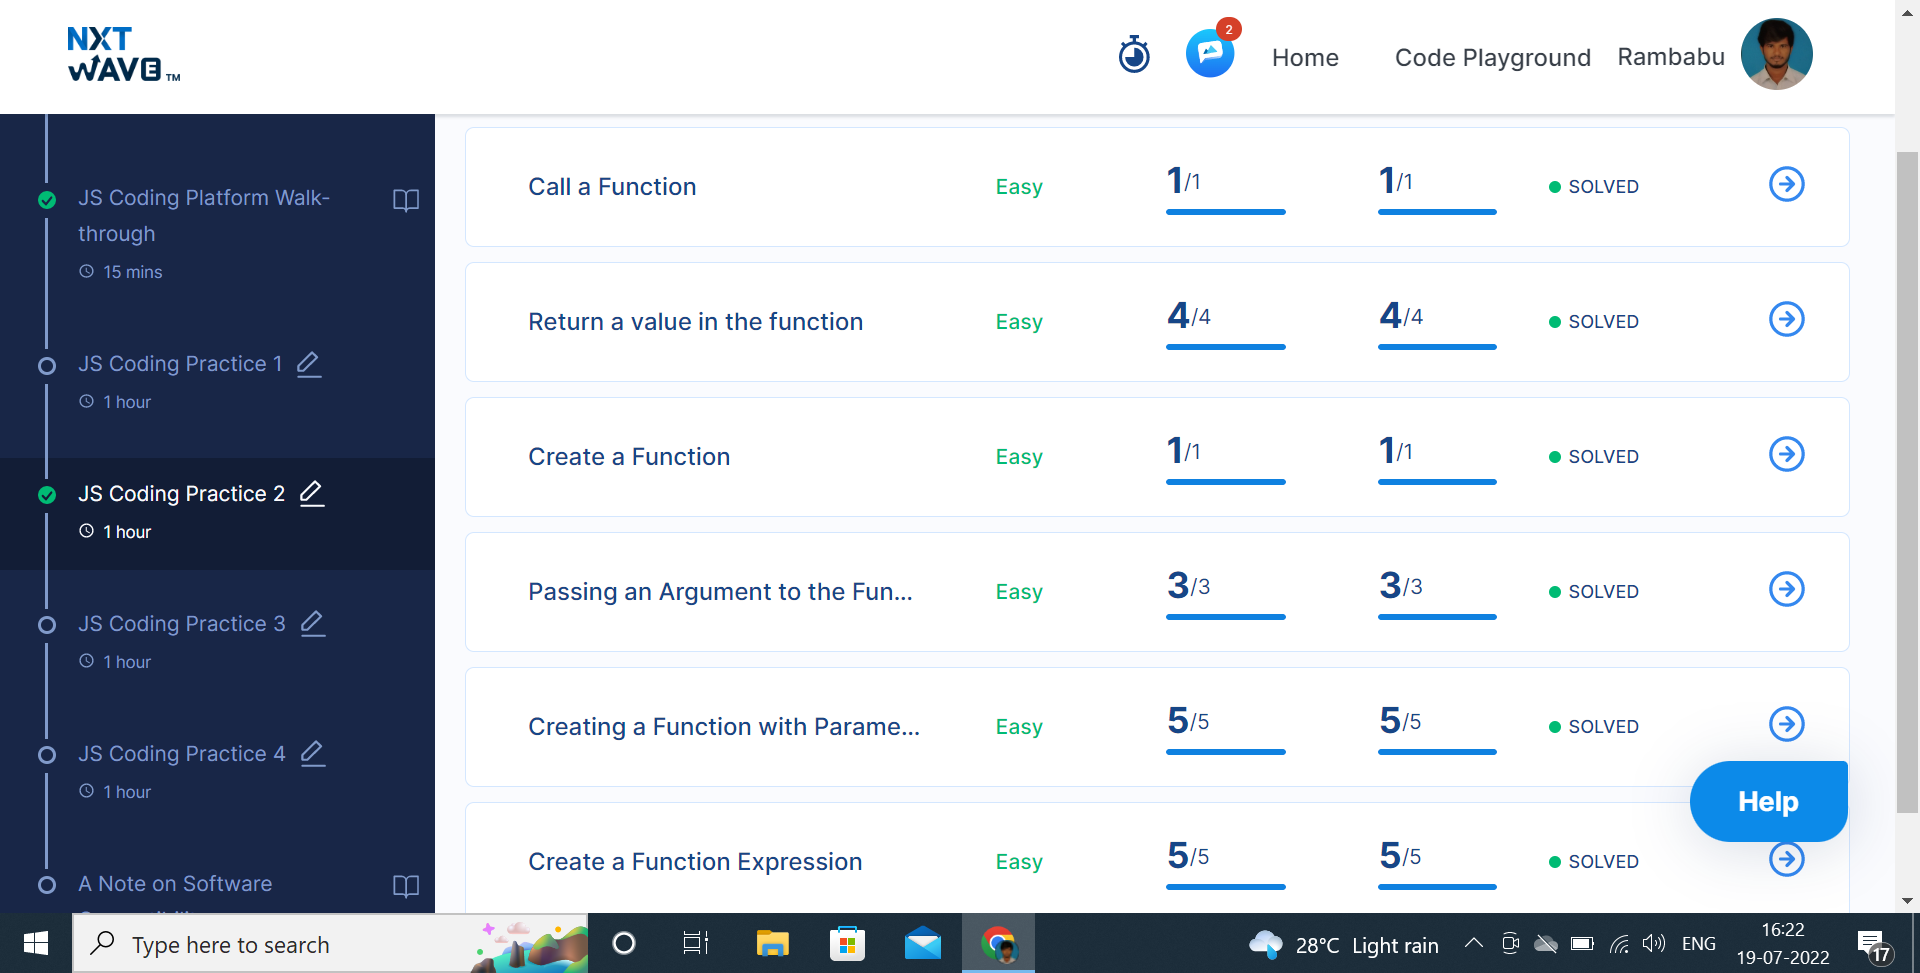 NXT
WAVE TM
2
Home
Code Playground
Rambabu
JS Coding Platform Walk-
through
15 mins
JS Coding Practice 1
1 hour
JS Coding Practice 2
1 hour
JS Coding Practice 3
1 hour
JS Coding Practice 4
1 hour
A Note on Software
Call a Function Easy 1/1 1/1 SOLVED
Return a value in the function Easy 4/4 4/4 SOLVED
Create a Function Easy 1/1 1/1 SOLVED
Passing an Argument to the Fun... Easy 3/3 3/3 SOLVED
Creating a Function with Parame... Easy 5/5 5/5 SOLVED
Help
Create a Function Expression Easy 5/5 5/5 SOLVED
Type here to search
28°C Light rain
ENG
16:22
19-07-2022
17